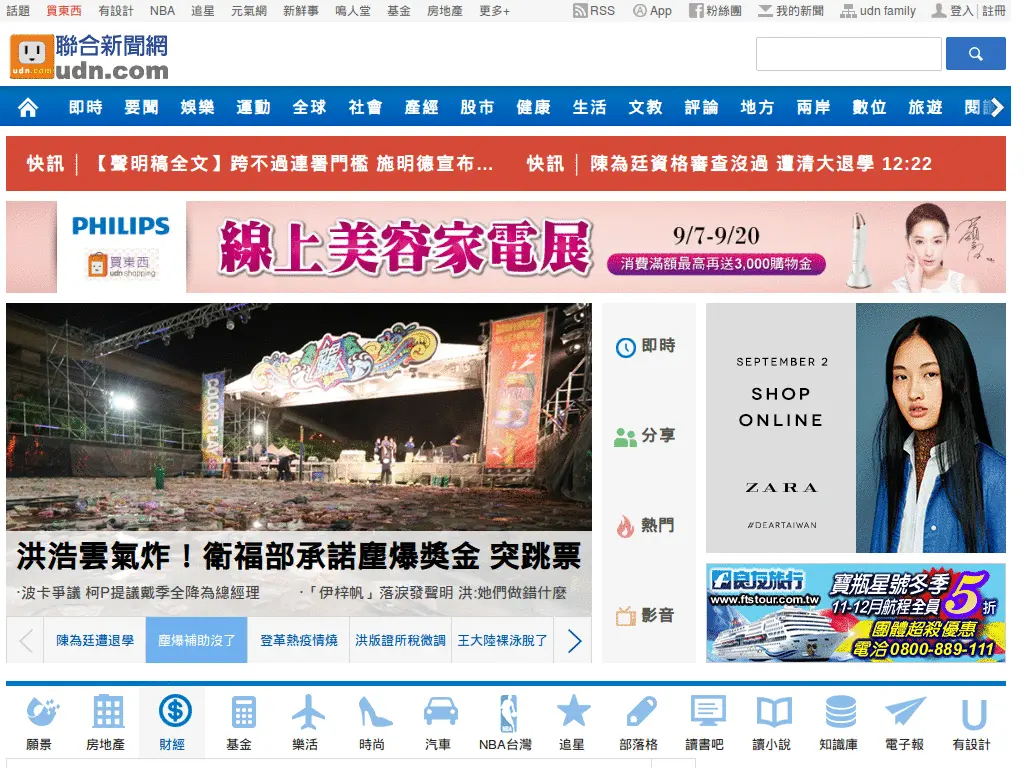 話題 買東西 有設計 NBA 追星 元氣網 新鮮事 鳴人堂 基金 房地產 更多+ RSS App 粉絲團 我的新聞 udn family 登入 | 註冊
聯合新聞網
udn.com
udn.com
即時 要聞 娛樂 運動 全球 社會 產經 股市 健康 生活 文教 評論 地方 兩岸 數位 旅遊 閱
快訊│【聲明稿全文】跨不過連署門檻 施明德宣布... 快訊│陳為廷資格審查沒過 遭清大退學 12:22
PHILIPS
買東西
udn shopping
線上美容家電展
9/7-9/20
消費滿額最高再送3,000購物金
即時
分享
熱門
影音
SEPTEMBER 2
SHOP
ONLINE
ZARA
#DEARTAIWAN
COLOR PLAY
洪浩雲氣炸！衛福部承諾塵爆獎金 突跳票
·波卡爭議 柯P提議戴季全降為總經理 ·「伊梓帆」落淚發聲明 洪:她們做錯什麼
陳為廷遭退學 塵爆補助沒了 登革熱疫情燒 洪版證所稅微調 王大陸裸泳脫了
良友旅行
www.ftstour.com.tw
寶瓶星號冬季
11-12月航程全員5折
團體超殺優惠
電洽0800-889-111
願景 房地產 財經 基金 樂活 時尚 汽車 NBA台灣 追星 部落格 讀書吧 讀小說 知識庫 電子報 有設計